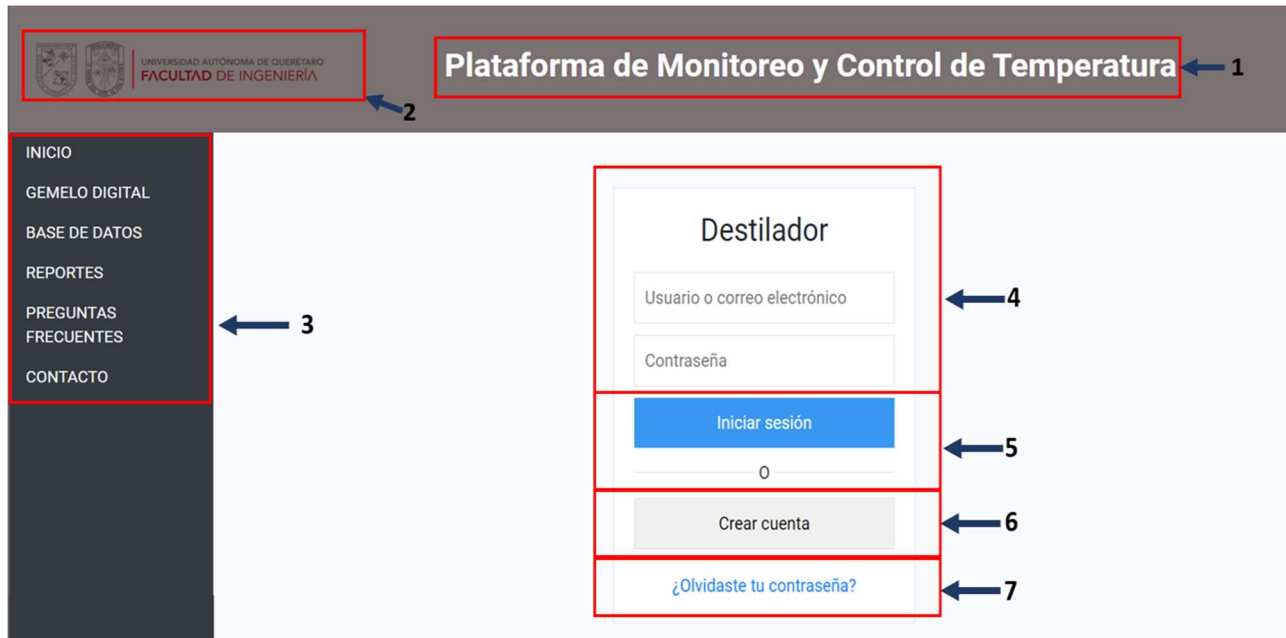 UNIVERSIDAD AUTÓNOMA DE QUERÉTARO
FACULTAD DE INGENIERÍA
Plataforma de Monitoreo y Control de Temperatura
1
2
INICIO
GEMELO DIGITAL
BASE DE DATOS
REPORTES
PREGUNTAS
FRECUENTES
CONTACTO
3
Destilador
Usuario o correo electrónico
4
Contraseña
Iniciar sesión
5
O
Crear cuenta
6
¿Olvidaste tu contraseña?
7